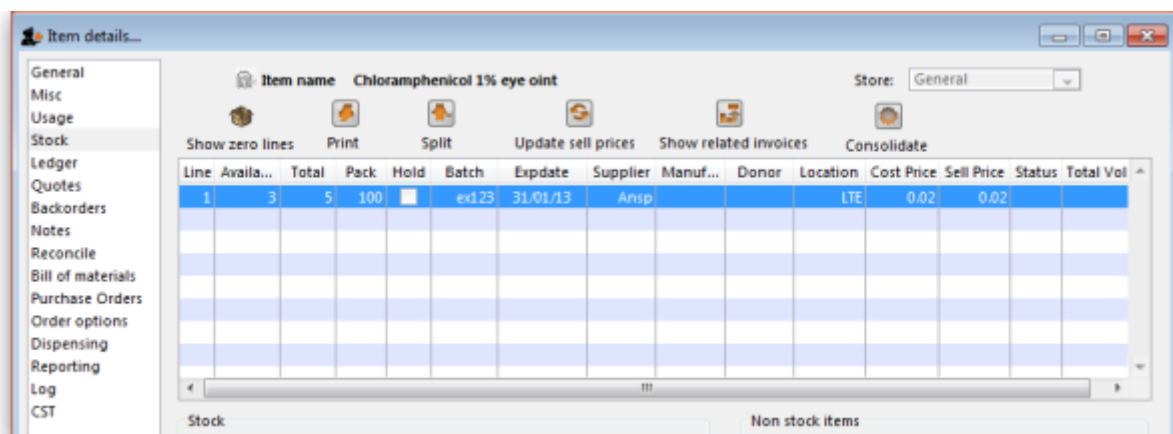 Item details...
General
Misc
Usage
Stock
Ledger
Quotes
Backorders
Notes
Reconcile
Bill of materials
Purchase Orders
Order options
Dispensing
Reporting
Log
CST
Item name Chloramphenicol 1% eye oint
Store: General
Show zero lines Print Split Update sell prices Show related invoices Consolidate
Line Availa... Total Pack Hold Batch Expdate Supplier Manuf... Donor Location Cost Price Sell Price Status Total Vol
1 3 5 100 ex123 31/01/13 Ansp LTE 0.02 0.02
Stock Non stock items